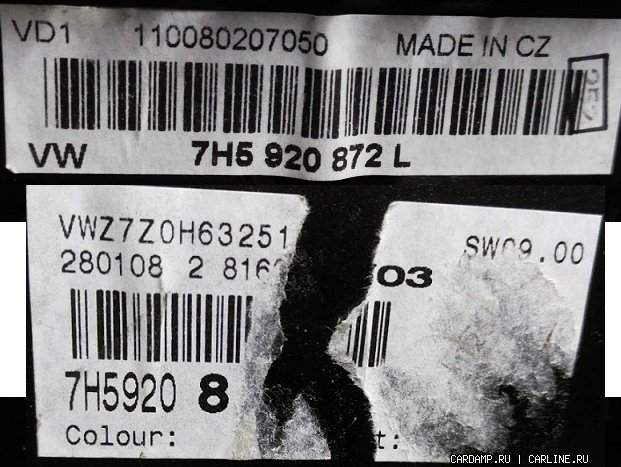 VD1 110080207050 MADE IN CZ
VW 7H5 920 872 L
VWZ7Z0H63251 SW09.00
280108 2 816 V03
7H5920 8
Colour: t:
CARDAMP.RU | CARLINE.RU